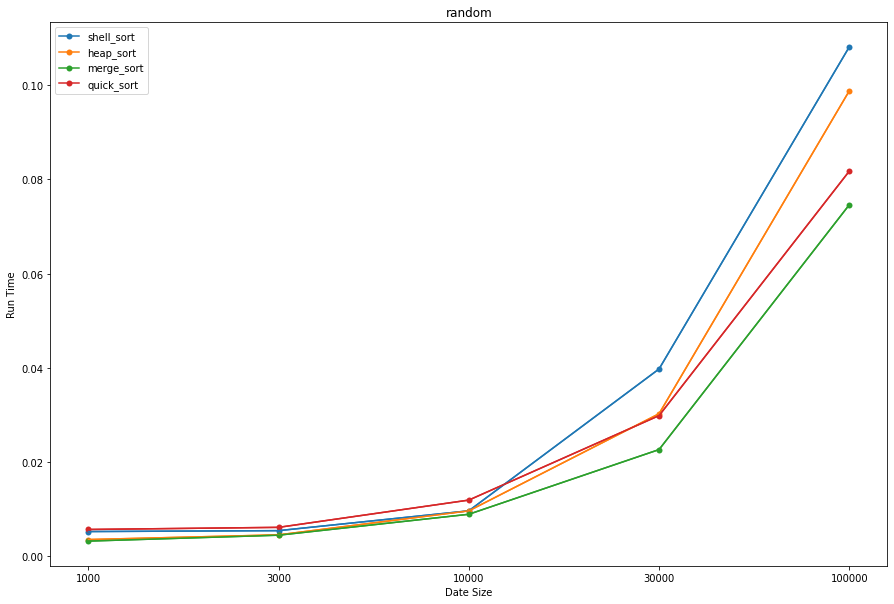 random
shell_sort
heap_sort
merge_sort
quick_sort
0.10
0.08
0.06
0.04
0.02
0.00
Run Time
1000 3000 10000 30000 100000
Date Size